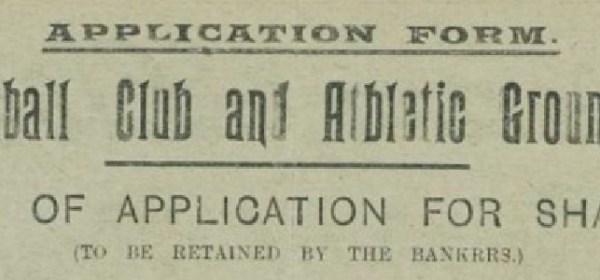 APPLICATION FORM.
ball Club and Athletic Groun
OF APPLICATION FOR SHA
(TO BE RETAINED BY THE BANKRRS.)